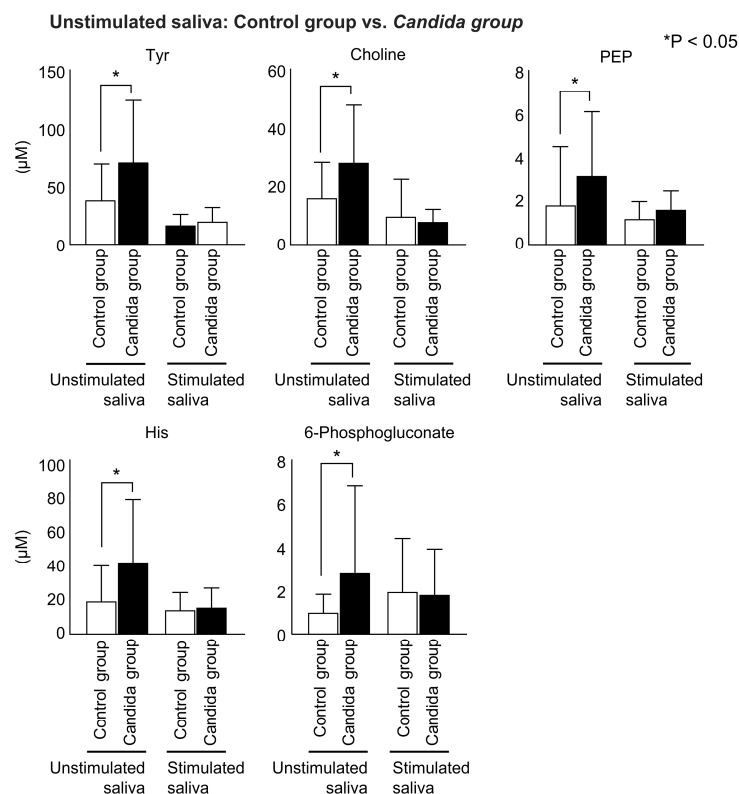 Unstimulated saliva: Control group vs. Candida group
*P < 0.05
Tyr
(μM)
150
100
50
0
*
Control group
Candida group
Control group
Candida group
Unstimulated
saliva
Stimulated
saliva
Choline
60
40
20
0
*
Control group
Candida group
Control group
Candida group
Unstimulated
saliva
Stimulated
saliva
PEP
8
6
4
2
0
*
Control group
Candida group
Control group
Candida group
Unstimulated
saliva
Stimulated
saliva
His
(μM)
100
80
60
40
20
0
*
Control group
Candida group
Control group
Candida group
Unstimulated
saliva
Stimulated
saliva
6-Phosphogluconate
8
6
4
2
0
*
Control group
Candida group
Control group
Candida group
Unstimulated
saliva
Stimulated
saliva